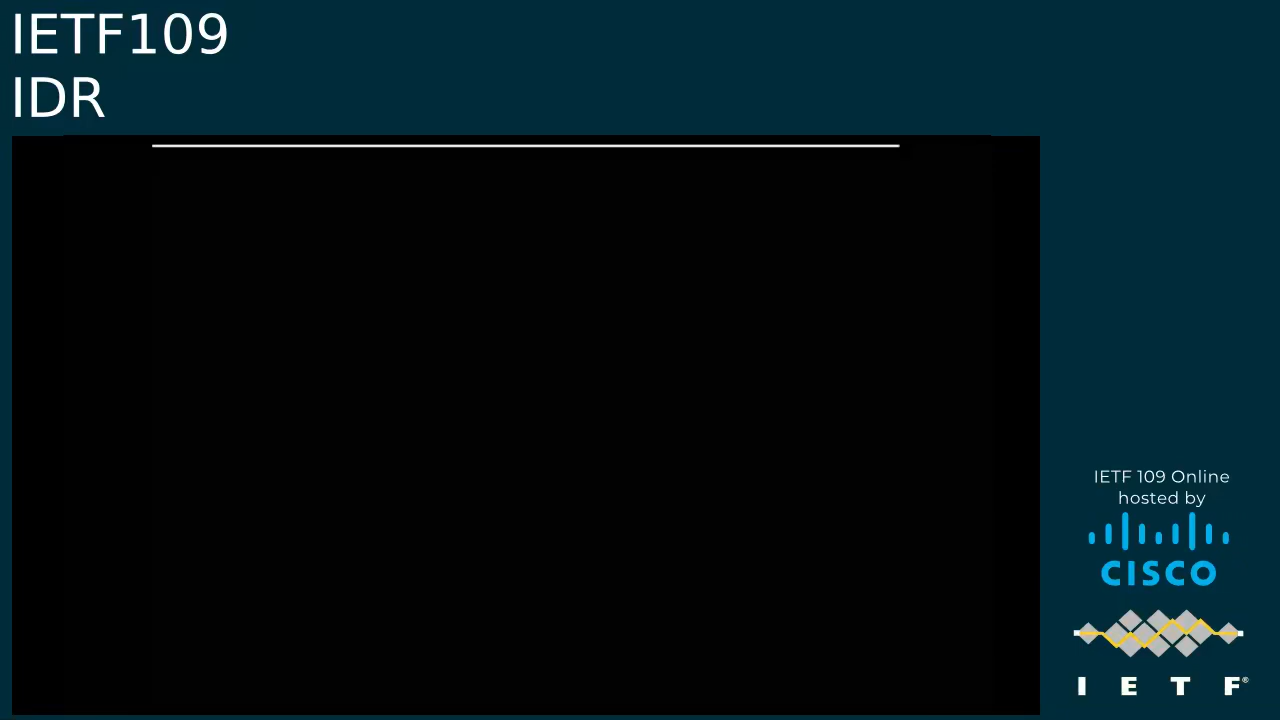 IETF109
IDR
IETF 109 Online
hosted by
CISCO
I E T F®